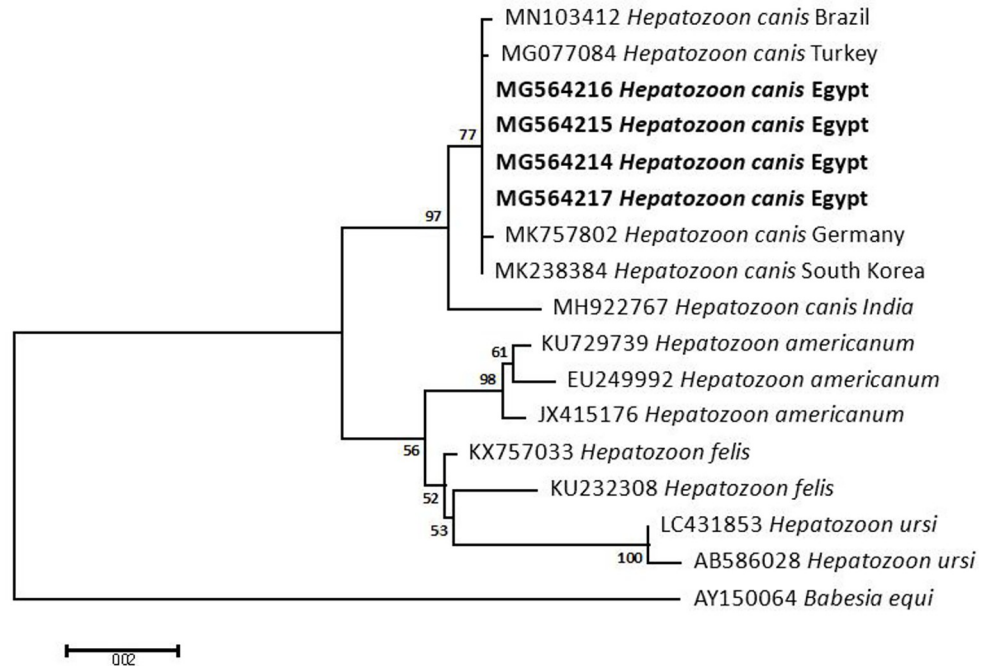 MN103412 Hepatozoon canis Brazil
MG077084 Hepatozoon canis Turkey
MG564216 Hepatozoon canis Egypt
MG564215 Hepatozoon canis Egypt
77
MG564214 Hepatozoon canis Egypt
MG564217 Hepatozoon canis Egypt
97
MK757802 Hepatozoon canis Germany
MK238384 Hepatozoon canis South Korea
MH922767 Hepatozoon canis India
KU729739 Hepatozoon americanum
61
EU249992 Hepatozoon americanum
98
JX415176 Hepatozoon americanum
56
KX757033 Hepatozoon felis
KU232308 Hepatozoon felis
52
LC431853 Hepatozoon ursi
53
100
AB586028 Hepatozoon ursi
AY150064 Babesia equi
0.02